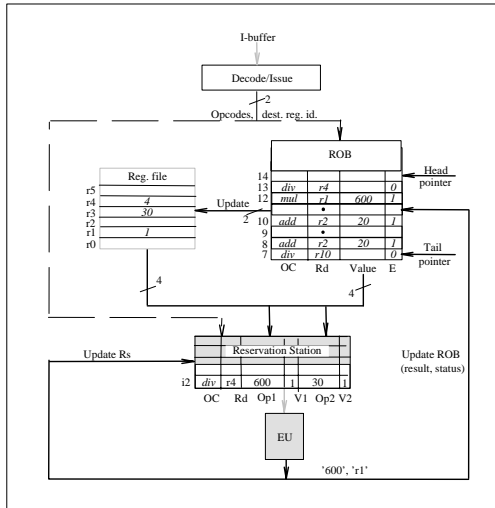 I-buffer
Decode/Issue
2
Opcodes, dest. reg. id.
ROB
14
13 div r4 0
12 mul r1 600 1
10 add r2 20 1
9
8 add r2 20 1
7 div r10 0
OC Rd Value E
Head pointer
Tail pointer
Reg. file
r5
r4 4
r3 30
r2
r1 1
r0
Update
2
4
4
Reservation Station
Update Rs
i2 div r4 600 1 30 1
OC Rd Op1 V1 Op2 V2
Update ROB
(result, status)
EU
'600', 'r1'